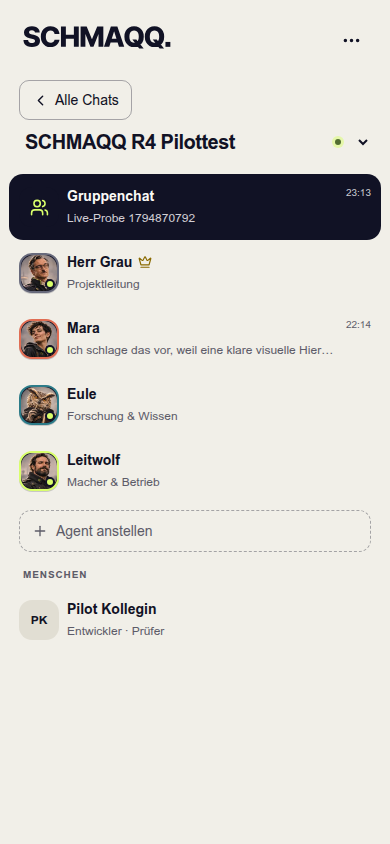 SCHMAQQ.
Alle Chats
SCHMAQQ R4 Pilottest
Gruppenchat 23:13
Live-Probe 1794870792
Herr Grau
Projektleitung
Mara 22:14
Ich schlage das vor, weil eine klare visuelle Hier…
Eule
Forschung & Wissen
Leitwolf
Macher & Betrieb
Agent anstellen
MENSCHEN
PK Pilot Kollegin
Entwickler · Prüfer